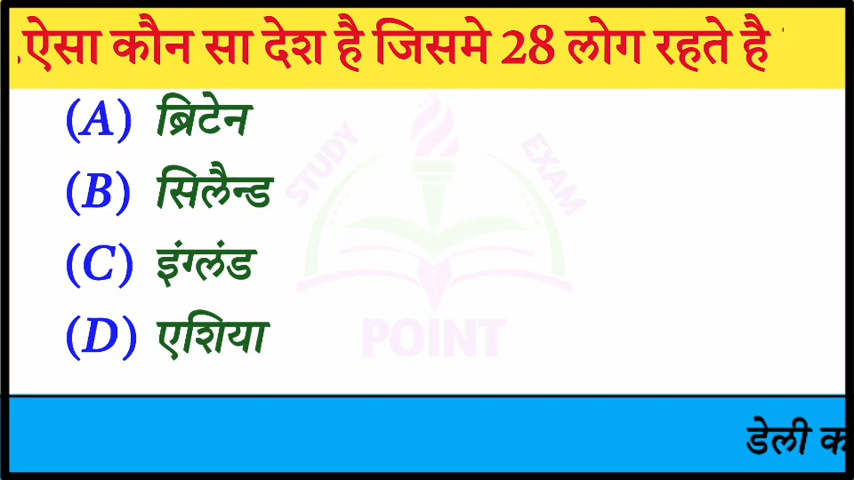 .ऐसा कौन सा देश है जिसमे 28 लोग रहते है
(A) ब्रिटेन
(B) सिलैन्ड
(C) इंग्लंड
(D) एशिया
STUDY
EXAM
POINT
डेली क